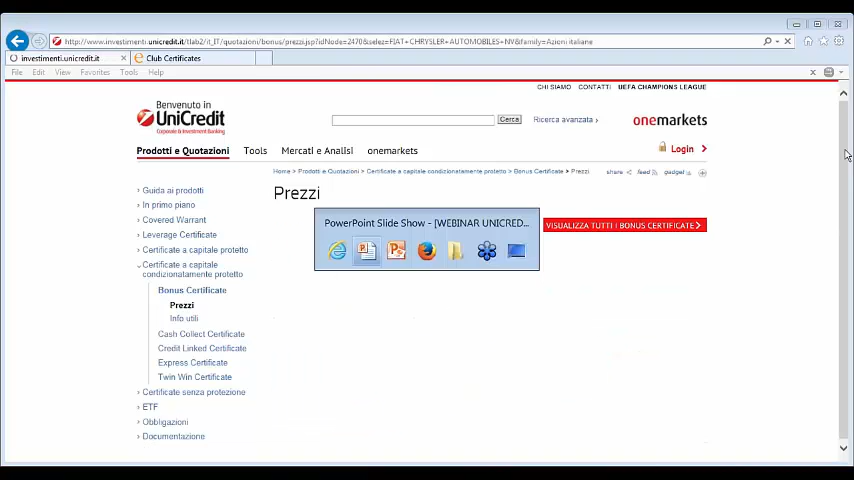 http://www.investimenti.unicredit.it/tlab2/it_IT/quotazioni/bonus/prezzi.jsp?idNode=2470&selez=FIAT+CHRYSLER+AUTOMOBILES+NV&family=Azioni italiane
investimenti.unicredit.it
Club Certificates
File Edit View Favorites Tools Help
CHI SIAMO CONTATTI UEFA CHAMPIONS LEAGUE
Benvenuto in
UniCredit
Corporate & Investment Banking
Cerca
Ricerca avanzata ›
onemarkets
Prodotti e Quotazioni Tools Mercati e Analisi onemarkets
Login
Home > Prodotti e Quotazioni > Certificate a capitale condizionatamente protetto > Bonus Certificate > Prezzi
share feed gadget
Prezzi
PowerPoint Slide Show - [WEBINAR UNICRED...
VISUALIZZA TUTTI I BONUS CERTIFICATE
Guida ai prodotti
In primo piano
Covered Warrant
Leverage Certificate
Certificate a capitale protetto
Certificate a capitale
condizionatamente protetto
Bonus Certificate
Prezzi
Info utili
Cash Collect Certificate
Credit Linked Certificate
Express Certificate
Twin Win Certificate
Certificate senza protezione
ETF
Obbligazioni
Documentazione